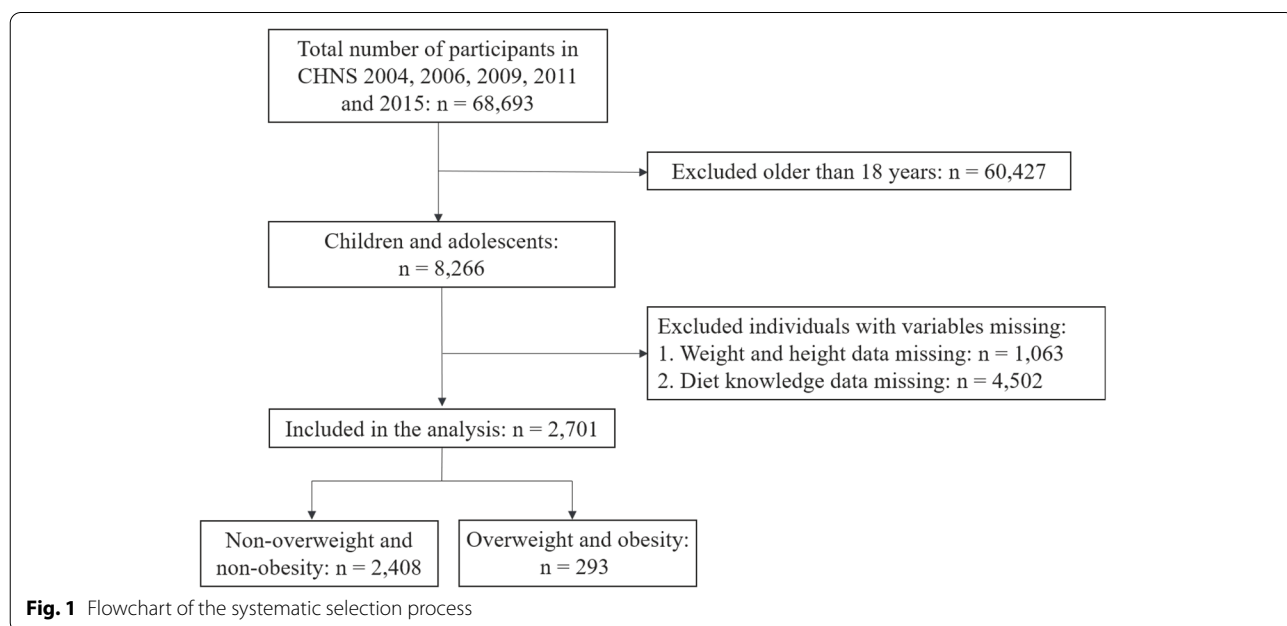 Total number of participants in
CHNS 2004, 2006, 2009, 2011
and 2015: n = 68,693
Excluded older than 18 years: n = 60,427
Children and adolescents:
n = 8,266
Excluded individuals with variables missing:
1. Weight and height data missing: n = 1,063
2. Diet knowledge data missing: n = 4,502
Included in the analysis: n = 2,701
Non-overweight and
non-obesity: n = 2,408
Overweight and obesity:
n = 293
Fig. 1 Flowchart of the systematic selection process